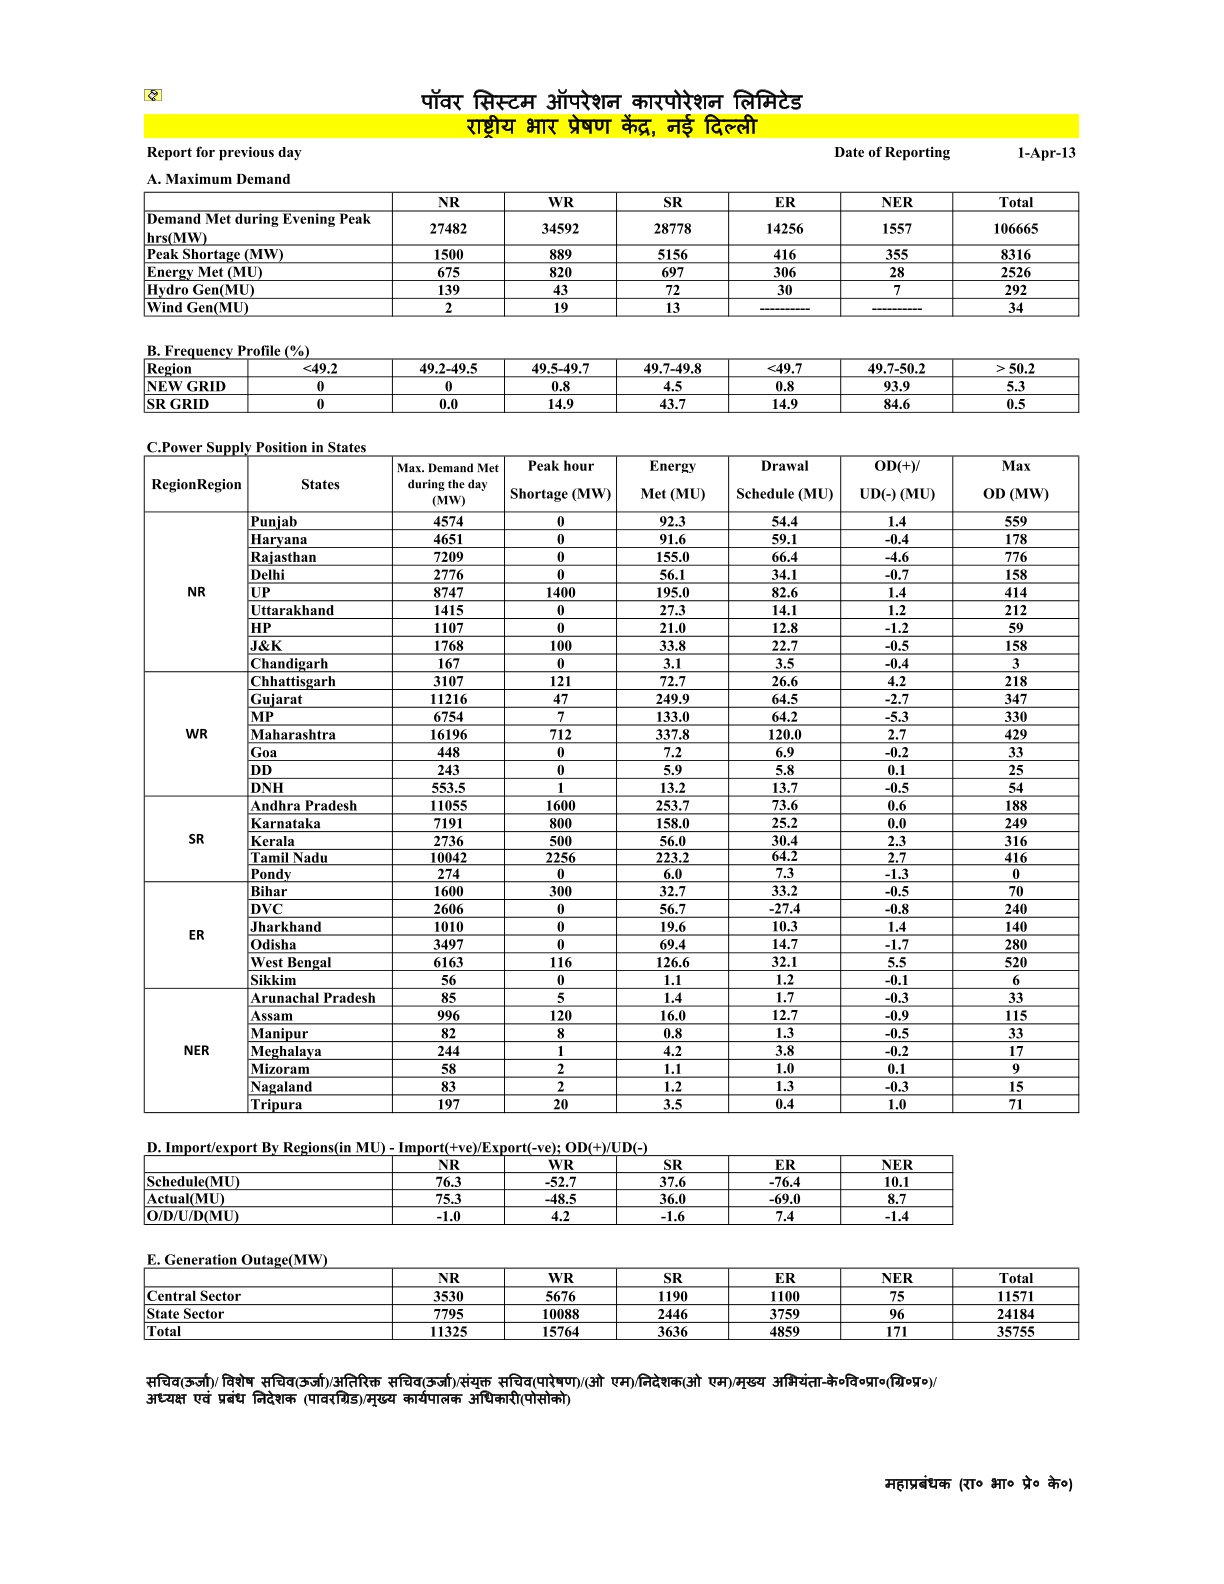 पॉवर सिस्टम ऑपरेशन कारपोरेशन लिमिटेड
राष्ट्रीय भार प्रेषण केंद्र, नई दिल्ली
Report for previous day Date of Reporting 1-Apr-13
A. Maximum Demand
NR WR SR ER NER Total
Demand Met during Evening Peak hrs(MW) 27482 34592 28778 14256 1557 106665
Peak Shortage (MW) 1500 889 5156 416 355 8316
Energy Met (MU) 675 820 697 306 28 2526
Hydro Gen(MU) 139 43 72 30 7 292
Wind Gen(MU) 2 19 13 ---------- ---------- 34
B. Frequency Profile (%)
Region <49.2 49.2-49.5 49.5-49.7 49.7-49.8 <49.7 49.7-50.2 > 50.2
NEW GRID 0 0 0.8 4.5 0.8 93.9 5.3
SR GRID 0 0.0 14.9 43.7 14.9 84.6 0.5
C.Power Supply Position in States
RegionRegion States Max. Demand Met during the day (MW) Peak hour Shortage (MW) Energy Met (MU) Drawal Schedule (MU) OD(+)/ UD(-) (MU) Max OD (MW)
NR
Punjab 4574 0 92.3 54.4 1.4 559
Haryana 4651 0 91.6 59.1 -0.4 178
Rajasthan 7209 0 155.0 66.4 -4.6 776
Delhi 2776 0 56.1 34.1 -0.7 158
UP 8747 1400 195.0 82.6 1.4 414
Uttarakhand 1415 0 27.3 14.1 1.2 212
HP 1107 0 21.0 12.8 -1.2 59
J&K 1768 100 33.8 22.7 -0.5 158
Chandigarh 167 0 3.1 3.5 -0.4 3
WR
Chhattisgarh 3107 121 72.7 26.6 4.2 218
Gujarat 11216 47 249.9 64.5 -2.7 347
MP 6754 7 133.0 64.2 -5.3 330
Maharashtra 16196 712 337.8 120.0 2.7 429
Goa 448 0 7.2 6.9 -0.2 33
DD 243 0 5.9 5.8 0.1 25
DNH 553.5 1 13.2 13.7 -0.5 54
SR
Andhra Pradesh 11055 1600 253.7 73.6 0.6 188
Karnataka 7191 800 158.0 25.2 0.0 249
Kerala 2736 500 56.0 30.4 2.3 316
Tamil Nadu 10042 2256 223.2 64.2 2.7 416
Pondy 274 0 6.0 7.3 -1.3 0
ER
Bihar 1600 300 32.7 33.2 -0.5 70
DVC 2606 0 56.7 -27.4 -0.8 240
Jharkhand 1010 0 19.6 10.3 1.4 140
Odisha 3497 0 69.4 14.7 -1.7 280
West Bengal 6163 116 126.6 32.1 5.5 520
Sikkim 56 0 1.1 1.2 -0.1 6
NER
Arunachal Pradesh 85 5 1.4 1.7 -0.3 33
Assam 996 120 16.0 12.7 -0.9 115
Manipur 82 8 0.8 1.3 -0.5 33
Meghalaya 244 1 4.2 3.8 -0.2 17
Mizoram 58 2 1.1 1.0 0.1 9
Nagaland 83 2 1.2 1.3 -0.3 15
Tripura 197 20 3.5 0.4 1.0 71
D. Import/export By Regions(in MU) - Import(+ve)/Export(-ve); OD(+)/UD(-)
NR WR SR ER NER
Schedule(MU) 76.3 -52.7 37.6 -76.4 10.1
Actual(MU) 75.3 -48.5 36.0 -69.0 8.7
O/D/U/D(MU) -1.0 4.2 -1.6 7.4 -1.4
E. Generation Outage(MW)
NR WR SR ER NER Total
Central Sector 3530 5676 1190 1100 75 11571
State Sector 7795 10088 2446 3759 96 24184
Total 11325 15764 3636 4859 171 35755
सचिव(ऊर्जा)/ विशेष सचिव(ऊर्जा)/अतिरिक्त सचिव(ऊर्जा)/संयुक्त सचिव(पारेषण)/(ओ एम)/निदेशक(ओ एम)/मुख्य अभियंता-के०वि०प्रा०(ग्रि०प्र०)/
अध्यक्ष एवं प्रबंध निदेशक (पावरग्रिड)/मुख्य कार्यपालक अधिकारी(पोसोको)
महाप्रबंधक (रा० भा० प्रे० के०)